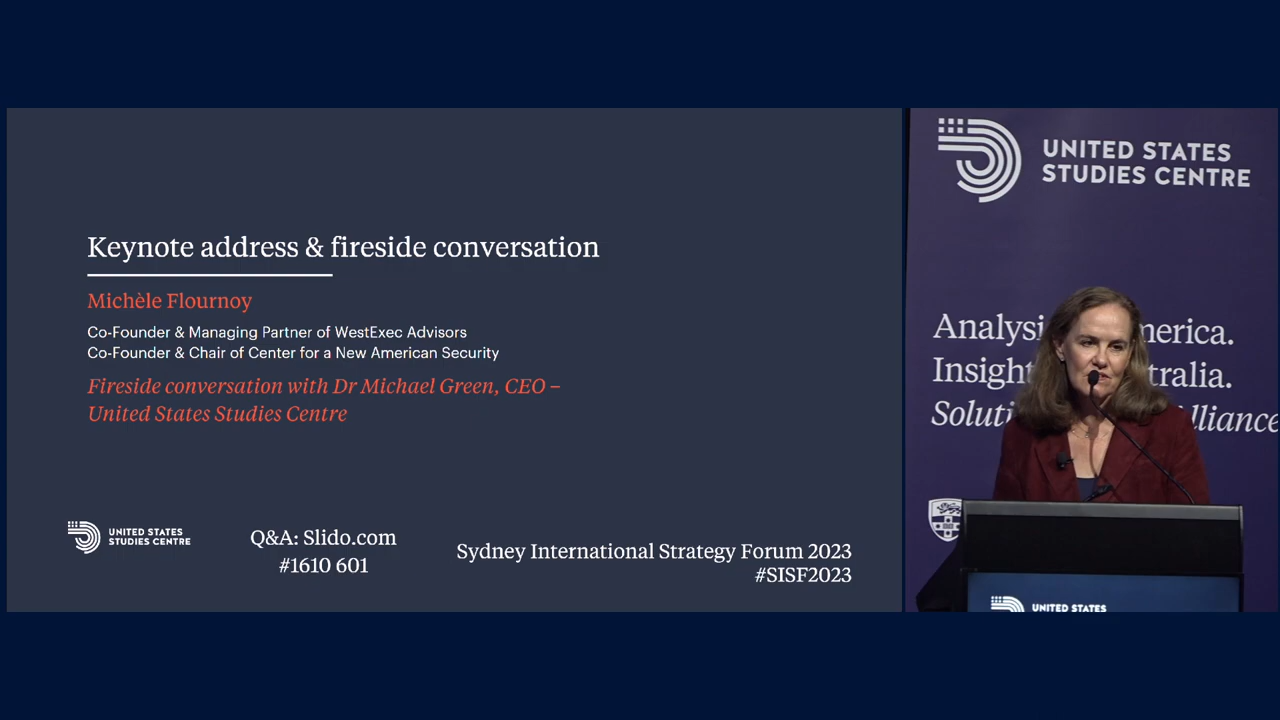 Keynote address & fireside conversation
Michèle Flournoy
Co-Founder & Managing Partner of WestExec Advisors
Co-Founder & Chair of Center for a New American Security
Fireside conversation with Dr Michael Green, CEO –
United States Studies Centre
UNITED STATES
STUDIES CENTRE
Q&A: Slido.com
#1610 601
Sydney International Strategy Forum 2023
#SISF2023
UNITED STATES
STUDIES CENTRE
UNITED STATES